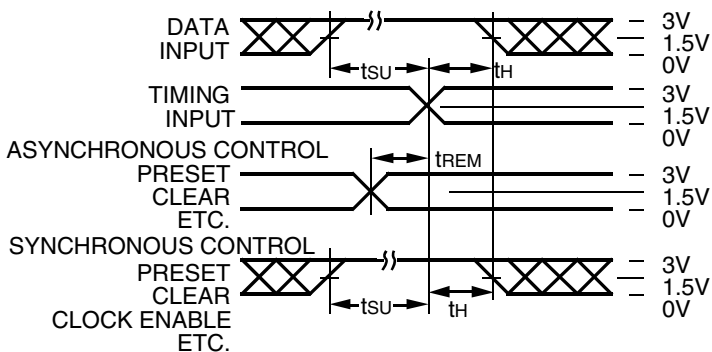 DATA
INPUT
3V
1.5V
0V
tSU
tH
TIMING
INPUT
3V
1.5V
0V
ASYNCHRONOUS CONTROL
PRESET
CLEAR
ETC.
tREM
3V
1.5V
0V
SYNCHRONOUS CONTROL
PRESET
CLEAR
CLOCK ENABLE
ETC.
tSU
tH
3V
1.5V
0V